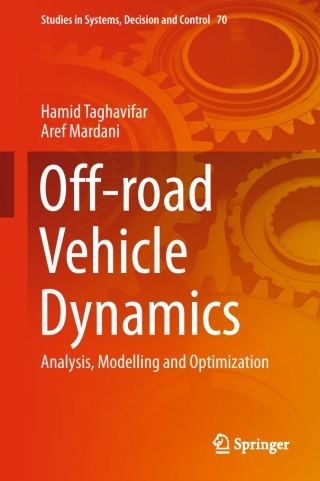 Studies in Systems, Decision and Control 70
Hamid Taghavifar
Aref Mardani
Off-road
Vehicle
Dynamics
Analysis, Modelling and Optimization
Springer